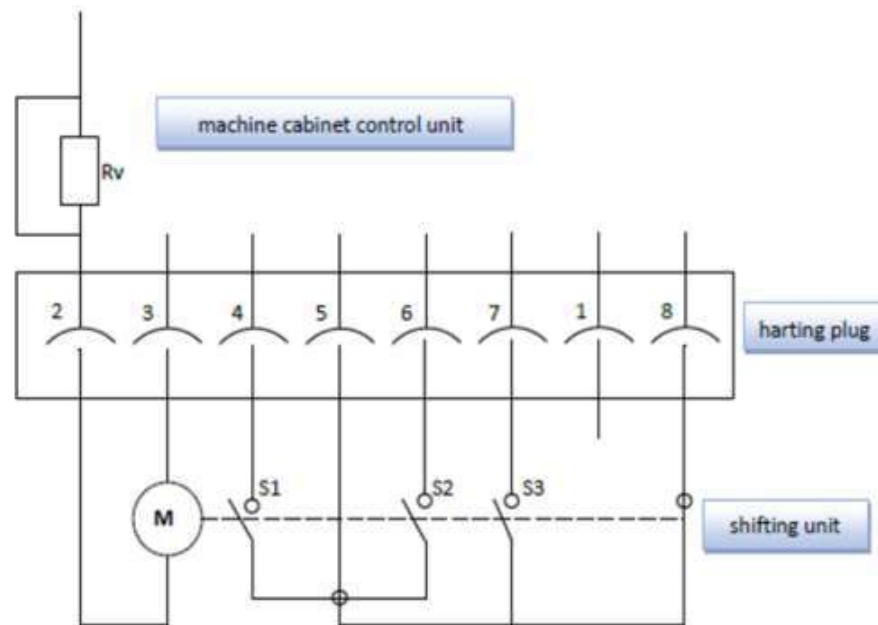 machine cabinet control unit
Rv
2 3 4 5 6 7 1 8
harting plug
S1 S2 S3
M
shifting unit